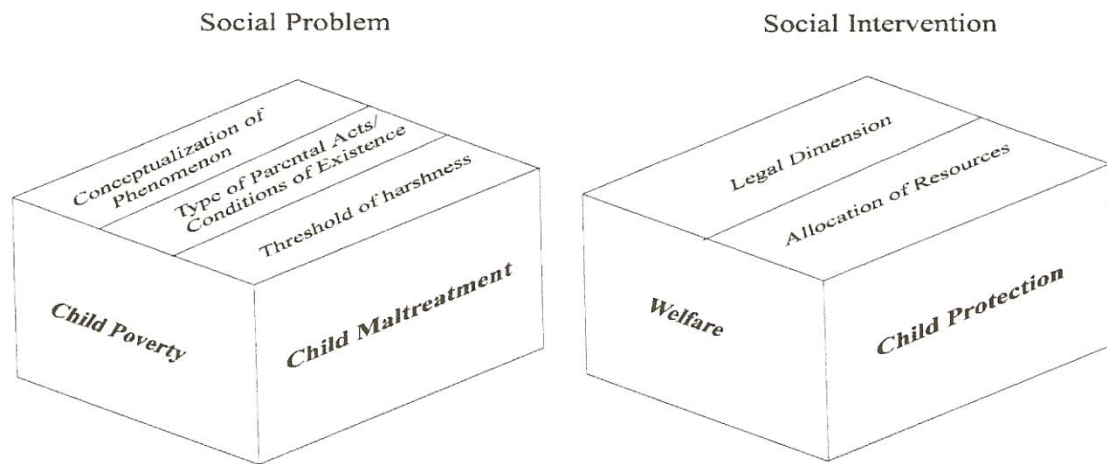 Social Problem
Social Intervention
Conceptualization of
Phenomenon
Type of Parental Acts/
Conditions of Existence
Threshold of harshness
Child Poverty
Child Maltreatment
Legal Dimension
Allocation of Resources
Welfare
Child Protection